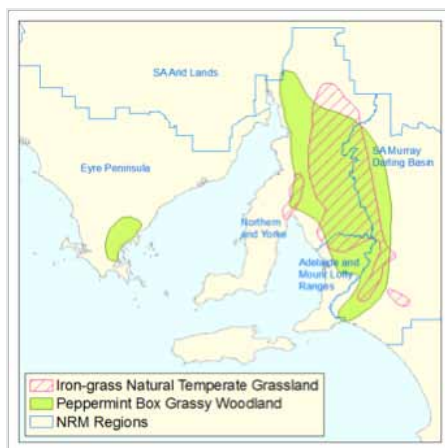 SA Arid Lands
Eyre Peninsula
SA Murray
Darling Basin
Northern
and Yorke
Adelaide and
Mount Lofty
Ranges
Iron-grass Natural Temperate Grassland
Peppermint Box Grassy Woodland
NRM Regions